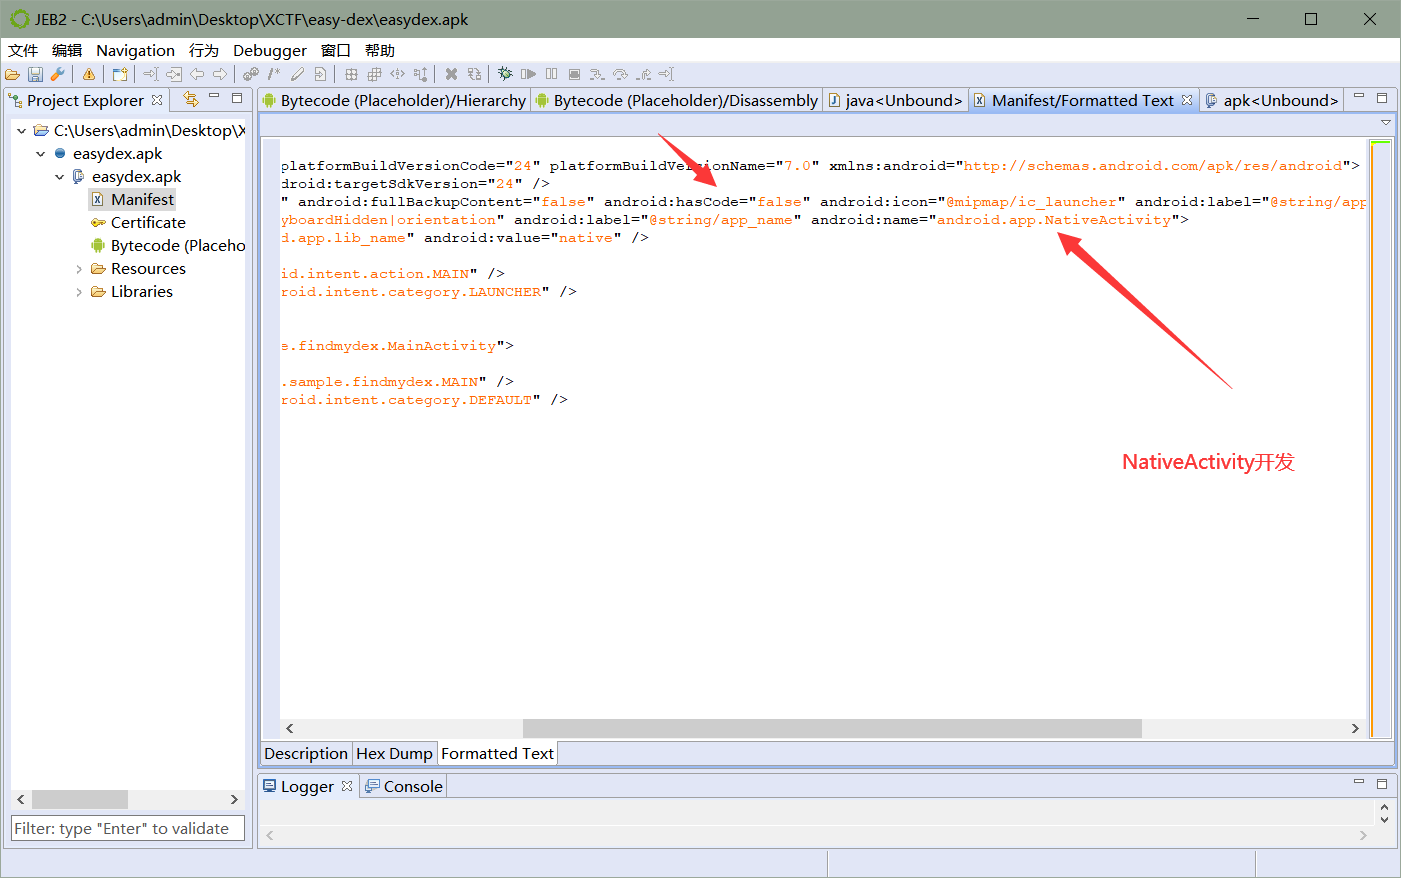 JEB2 - C:\Users\admin\Desktop\XCTF\easy-dex\easydex.apk
文件 编辑 Navigation 行为 Debugger 窗口 帮助
Project Explorer
Bytecode (Placeholder)/Hierarchy
Bytecode (Placeholder)/Disassembly
java<Unbound>
Manifest/Formatted Text
apk<Unbound>
C:\Users\admin\Desktop\X
easydex.apk
easydex.apk
Manifest
Certificate
Bytecode (Placeho
Resources
Libraries
Filter: type "Enter" to validate
platformBuildVersionCode="24" platformBuildVersionName="7.0" xmlns:android="http://schemas.android.com/apk/res/android">
droid:targetSdkVersion="24" />
" android:fullBackupContent="false" android:hasCode="false" android:icon="@mipmap/ic_launcher" android:label="@string/app
yboardHidden|orientation" android:label="@string/app_name" android:name="android.app.NativeActivity">
d.app.lib_name" android:value="native" />
id.intent.action.MAIN" />
roid.intent.category.LAUNCHER" />
e.findmydex.MainActivity">
.sample.findmydex.MAIN" />
roid.intent.category.DEFAULT" />
NativeActivity开发
Description
Hex Dump
Formatted Text
Logger
Console